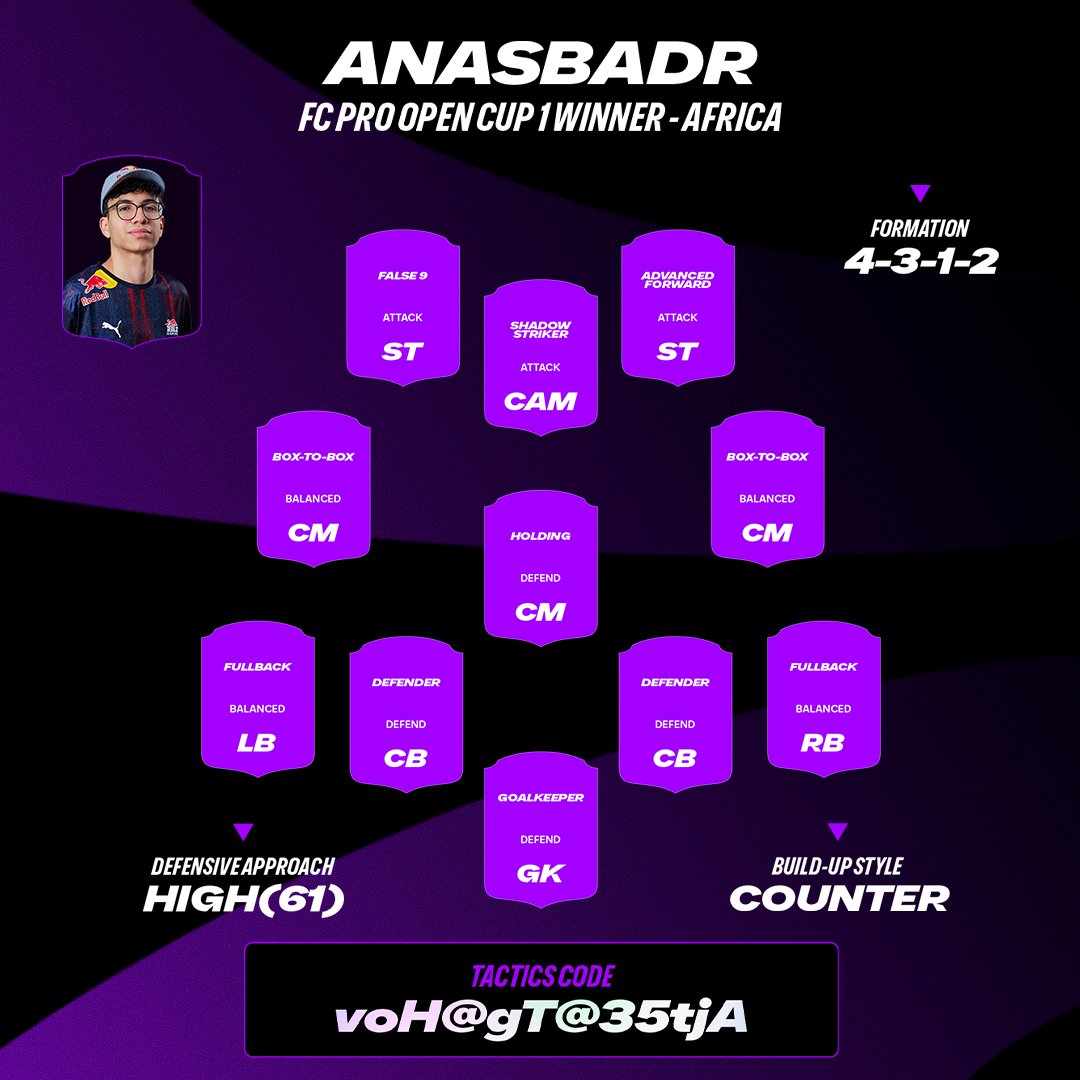 ANASBADR
FC PRO OPEN CUP 1 WINNER - AFRICA
FORMATION
4-3-1-2
Red Bull
FALSE 9
ATTACK
ST
SHADOW
STRIKER
ATTACK
CAM
ADVANCED
FORWARD
ATTACK
ST
BOX-TO-BOX
BALANCED
CM
HOLDING
DEFEND
CM
BOX-TO-BOX
BALANCED
CM
FULLBACK
BALANCED
LB
DEFENDER
DEFEND
CB
DEFENDER
DEFEND
CB
FULLBACK
BALANCED
RB
GOALKEEPER
DEFEND
GK
DEFENSIVE APPROACH
HIGH(61)
BUILD-UP STYLE
COUNTER
TACTICS CODE
voH@gT@35tjA